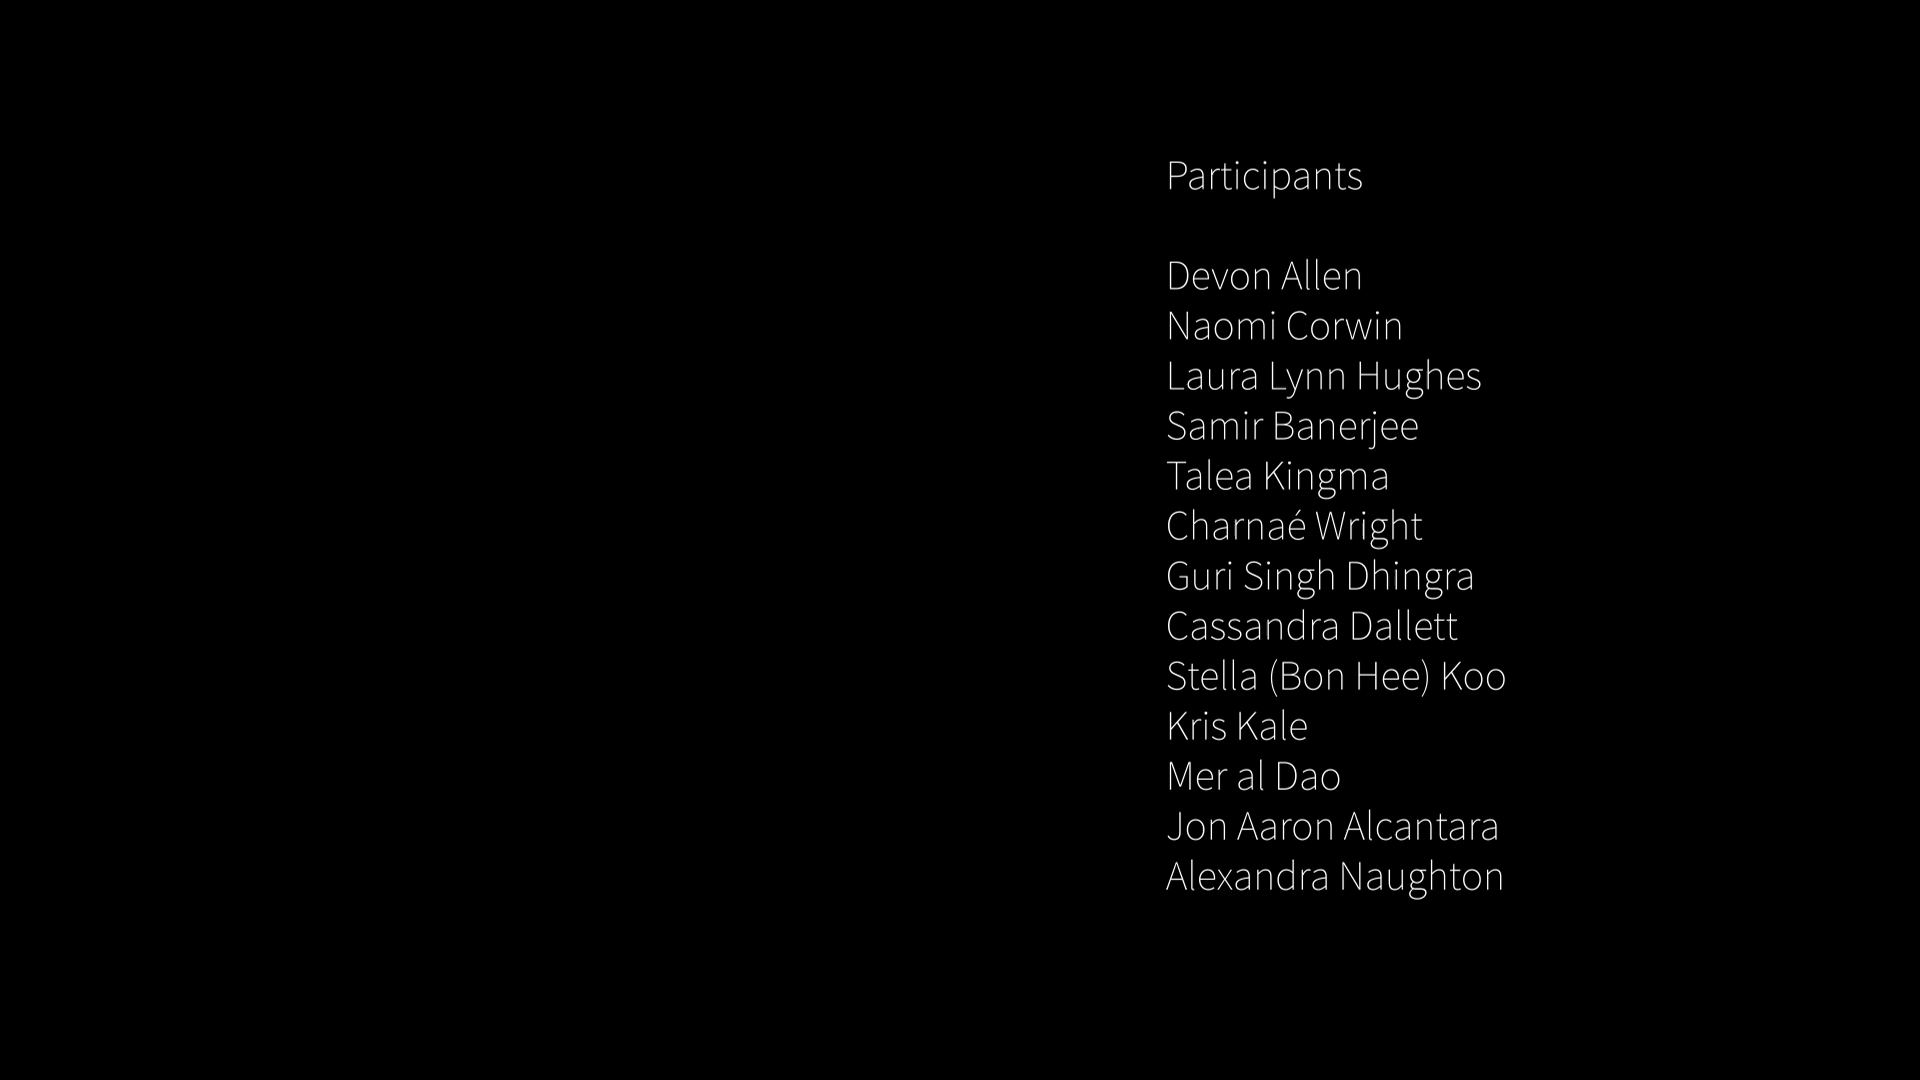 Participants
Devon Allen
Naomi Corwin
Laura Lynn Hughes
Samir Banerjee
Talea Kingma
Charnaé Wright
Guri Singh Dhingra
Cassandra Dallett
Stella (Bon Hee) Koo
Kris Kale
Mer al Dao
Jon Aaron Alcantara
Alexandra Naughton